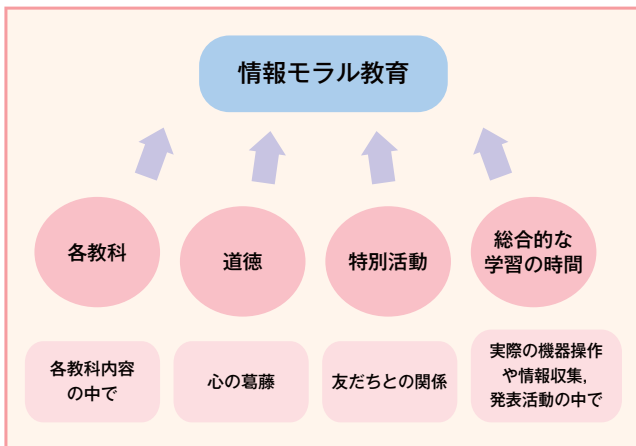 情報モラル教育
各教科
道徳
特別活動
総合的な
学習の時間
各教科内容
の中で
心の葛藤
友だちとの関係
実際の機器操作
や情報収集,
発表活動の中で